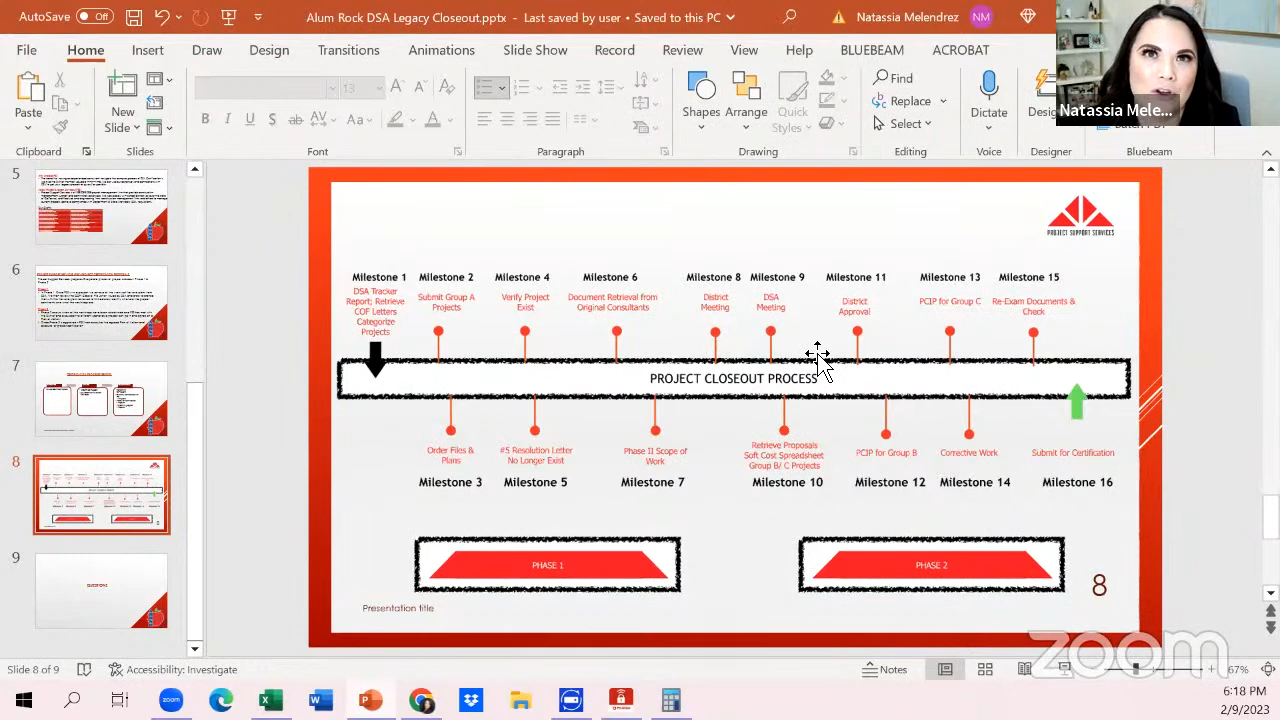 AutoSave Off Alum Rock DSA Legacy Closeout.pptx - Last saved by user • Saved to this PC Natassia Melendrez NM
File Home Insert Draw Design Transitions Animations Slide Show Record Review View Help BLUEBEAM ACROBAT
Paste
New
Slide
Shapes
Arrange
Quick
Styles
Find
Replace
Select
Dictate
Natassia Mele...
Clipboard Slides Font Paragraph Drawing Editing Voice Designer Bluebeam
5
6
7
8
9
PROJECT SUPPORT SERVICES
Milestone 1 Milestone 2 Milestone 4 Milestone 6 Milestone 8 Milestone 9 Milestone 11 Milestone 13 Milestone 15
DSA Tracker
Report; Retrieve
COF Letters
Categorize
Projects
Submit Group A
Projects
Verify Project
Exist
Document Retrieval from
Original Consultants
District
Meeting
DSA
Meeting
District
Approval
PCIP for Group C
Re-Exam Documents &
Check
PROJECT CLOSEOUT PROCESS
Order Files &
Plans
#5 Resolution Letter
No Longer Exist
Phase II Scope of
Work
Retrieve Proposals
Soft Cost Spreadsheet
Group B/ C Projects
PCIP for Group B
Corrective Work
Submit for Certification
Milestone 3 Milestone 5 Milestone 7 Milestone 10 Milestone 12 Milestone 14 Milestone 16
PHASE 1 PHASE 2
Presentation title
8
zoom
Slide 8 of 9 Accessibility: Investigate Notes 67%
zoom
6:18 PM
2/9/2023